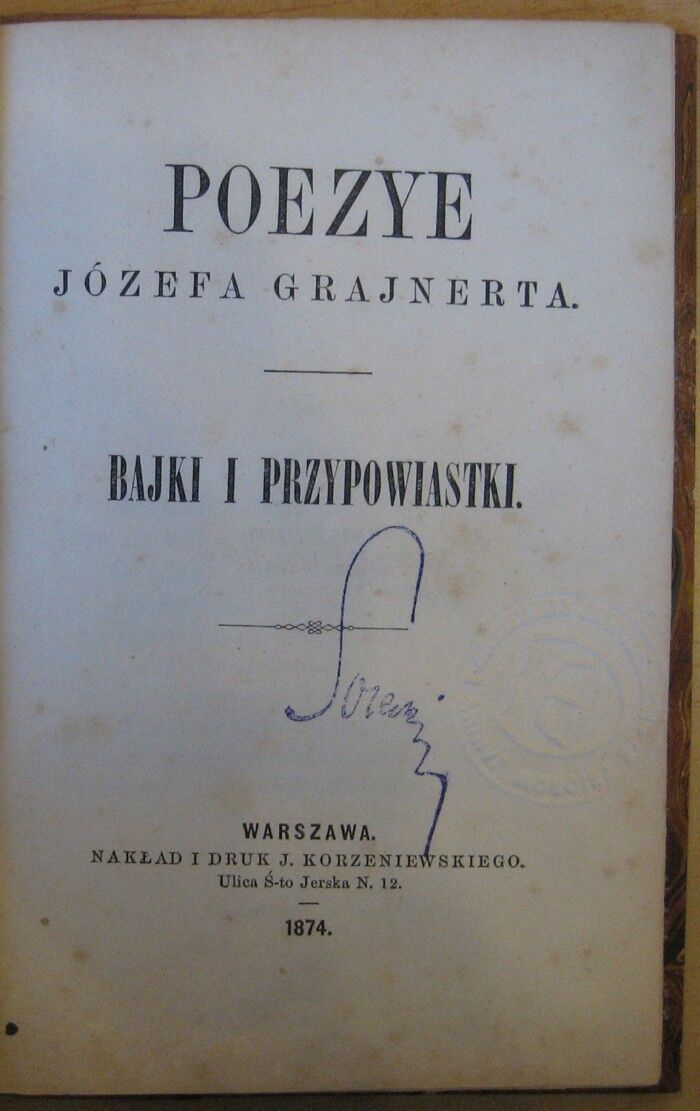 POEZYE
JÓZEFA GRAJNERTA.
BAJKI I PRZYPOWIASTKI.
WARSZAWA.
NAKŁAD I DRUK J. KORZENIEWSKIEGO.
Ulica Ś-to Jerska N. 12.
1874.